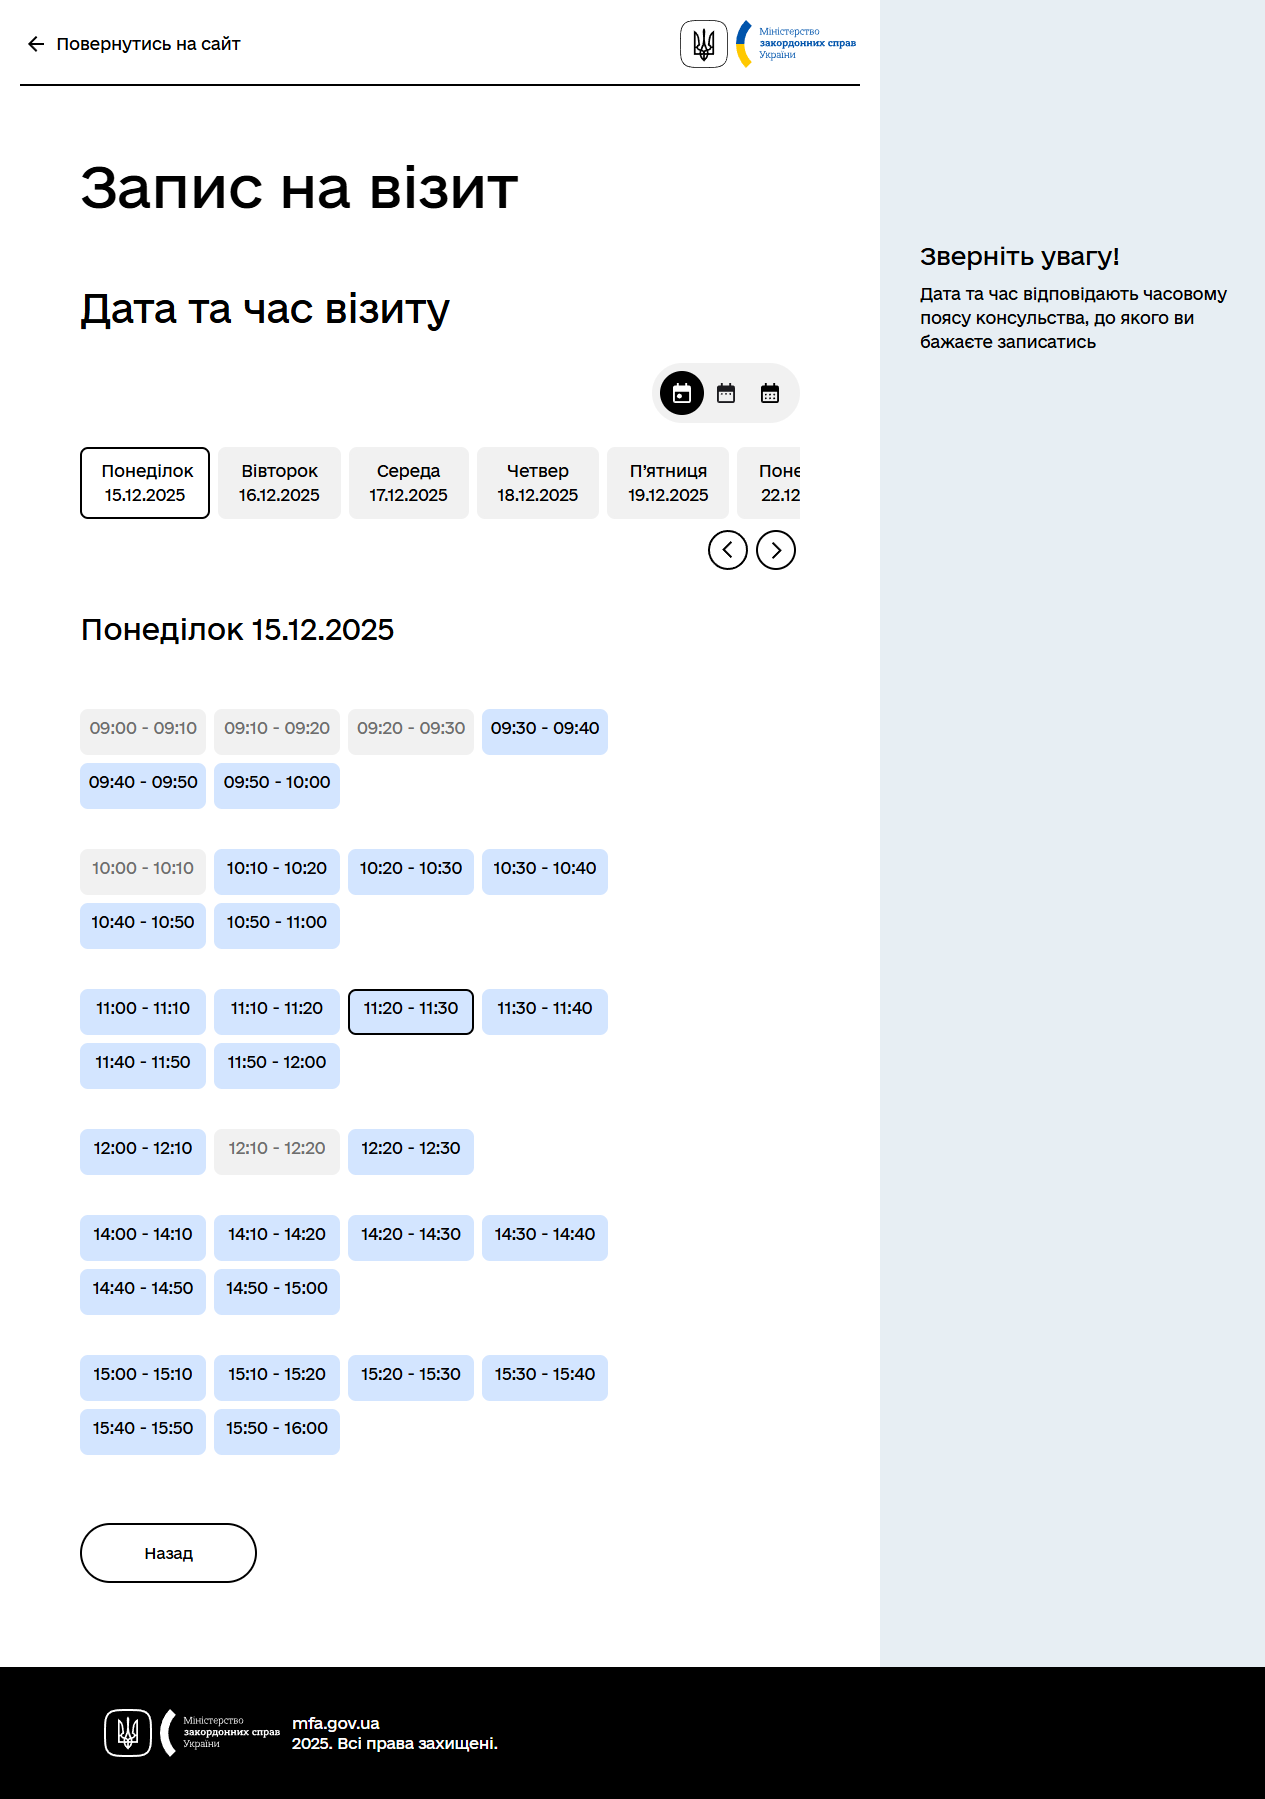 Повернутись на сайт
Міністерство
закордонних справ
України
Запис на візит
Дата та час візиту
Понеділок
15.12.2025
Вівторок
16.12.2025
Середа
17.12.2025
Четвер
18.12.2025
П'ятниця
19.12.2025
Поне
22.12
Понеділок 15.12.2025
09:00 - 09:10 09:10 - 09:20 09:20 - 09:30 09:30 - 09:40
09:40 - 09:50 09:50 - 10:00
10:00 - 10:10 10:10 - 10:20 10:20 - 10:30 10:30 - 10:40
10:40 - 10:50 10:50 - 11:00
11:00 - 11:10 11:10 - 11:20 11:20 - 11:30 11:30 - 11:40
11:40 - 11:50 11:50 - 12:00
12:00 - 12:10 12:10 - 12:20 12:20 - 12:30
14:00 - 14:10 14:10 - 14:20 14:20 - 14:30 14:30 - 14:40
14:40 - 14:50 14:50 - 15:00
15:00 - 15:10 15:10 - 15:20 15:20 - 15:30 15:30 - 15:40
15:40 - 15:50 15:50 - 16:00
Назад
Зверніть увагу!
Дата та час відповідають часовому
поясу консульства, до якого ви
бажаєте записатись
Міністерство
закордонних справ
України
mfa.gov.ua
2025. Всі права захищені.